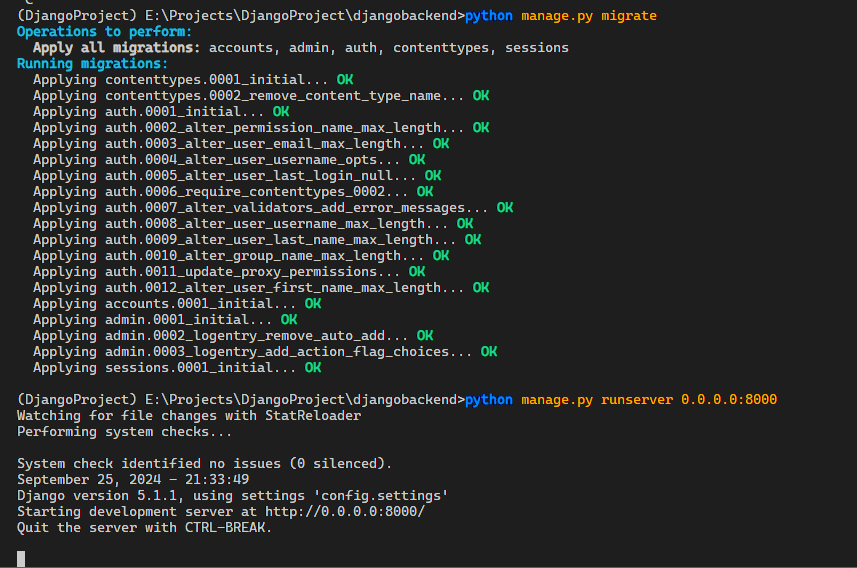 (DjangoProject) E:\Projects\DjangoProject\djangobackend>python manage.py migrate
Operations to perform:
  Apply all migrations: accounts, admin, auth, contenttypes, sessions
Running migrations:
  Applying contenttypes.0001_initial... OK
  Applying contenttypes.0002_remove_content_type_name... OK
  Applying auth.0001_initial... OK
  Applying auth.0002_alter_permission_name_max_length... OK
  Applying auth.0003_alter_user_email_max_length... OK
  Applying auth.0004_alter_user_username_opts... OK
  Applying auth.0005_alter_user_last_login_null... OK
  Applying auth.0006_require_contenttypes_0002... OK
  Applying auth.0007_alter_validators_add_error_messages... OK
  Applying auth.0008_alter_user_username_max_length... OK
  Applying auth.0009_alter_user_last_name_max_length... OK
  Applying auth.0010_alter_group_name_max_length... OK
  Applying auth.0011_update_proxy_permissions... OK
  Applying auth.0012_alter_user_first_name_max_length... OK
  Applying accounts.0001_initial... OK
  Applying admin.0001_initial... OK
  Applying admin.0002_logentry_remove_auto_add... OK
  Applying admin.0003_logentry_add_action_flag_choices... OK
  Applying sessions.0001_initial... OK
(DjangoProject) E:\Projects\DjangoProject\djangobackend>python manage.py runserver 0.0.0.0:8000
Watching for file changes with StatReloader
Performing system checks...
System check identified no issues (0 silenced).
September 25, 2024 - 21:33:49
Django version 5.1.1, using settings 'config.settings'
Starting development server at http://0.0.0.0:8000/
Quit the server with CTRL-BREAK.